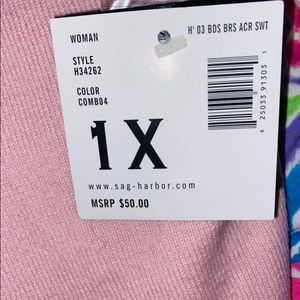 WOMAN
H' 03 BDS BRS ACR SWT
STYLE
H34262
COLOR
COMB04
8 25033 91303 1
1X
www.sag-harbor.com
MSRP $50.00